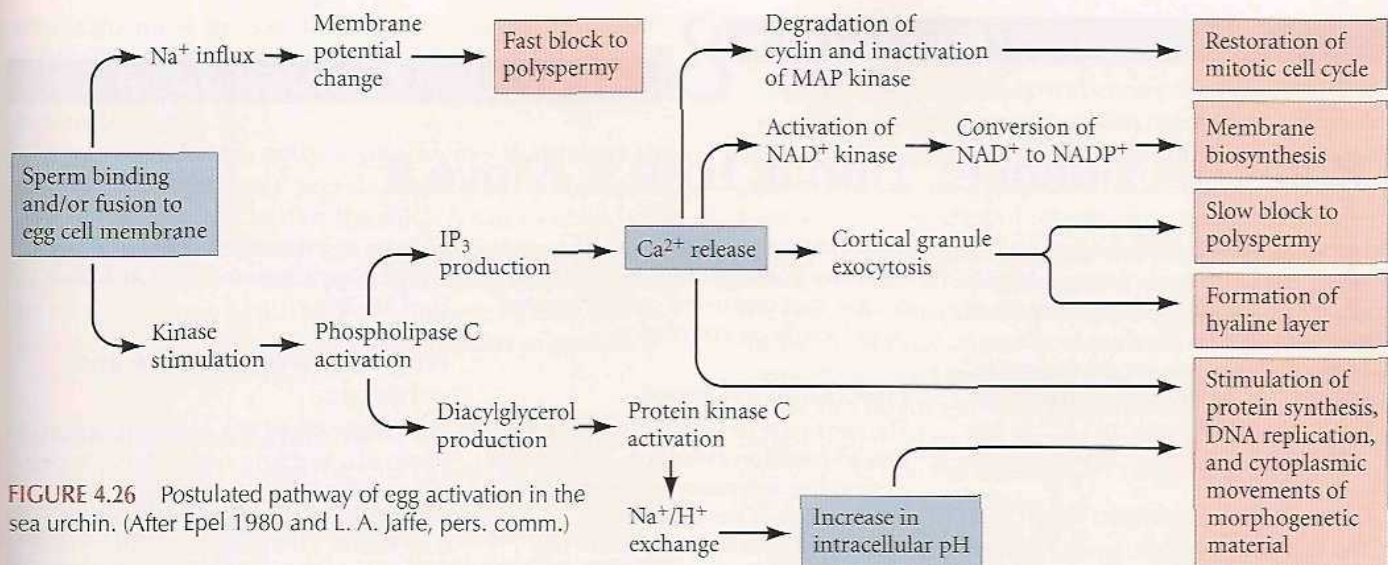 Na⁺ influx
Membrane
potential
change
Fast block to
polyspermy
Sperm binding
and/or fusion to
egg cell membrane
Kinase
stimulation
Phospholipase C
activation
IP₃
production
Diacylglycerol
production
Protein kinase C
activation
Na⁺/H⁺
exchange
Increase in
intracellular pH
Ca²⁺ release
Degradation of
cyclin and inactivation
of MAP kinase
Restoration of
mitotic cell cycle
Activation of
NAD⁺ kinase
Conversion of
NAD⁺ to NADP⁺
Membrane
biosynthesis
Cortical granule
exocytosis
Slow block to
polyspermy
Formation of
hyaline layer
Stimulation of
protein synthesis,
DNA replication,
and cytoplasmic
movements of
morphogenetic
material
FIGURE 4.26 Postulated pathway of egg activation in the
sea urchin. (After Epel 1980 and L. A. Jaffe, pers. comm.)